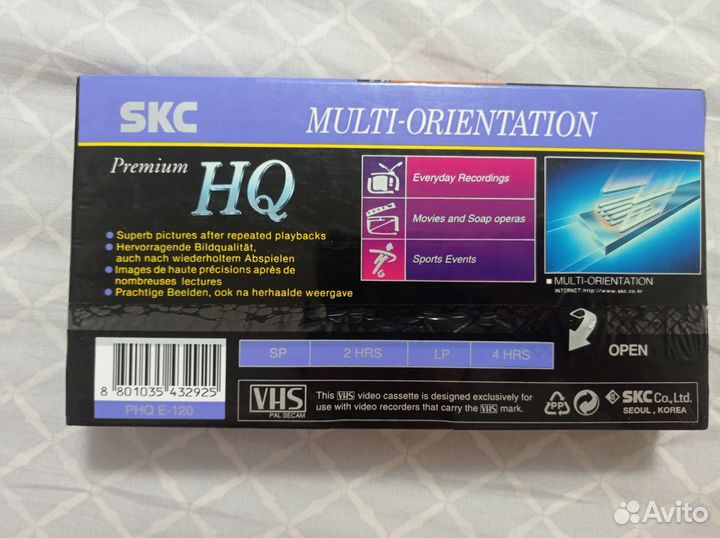 SKC
MULTI-ORIENTATION
Premium
HQ
• Superb pictures after repeated playbacks
• Hervorragende Bildqualität,
auch nach wiederholtem Abspielen
• Images de haute précisions après de
nombreuses lectures
• Prachtige Beelden, ook na herhaalde weergave
Everyday Recordings
Movies and Soap operas
Sports Events
■ MULTI-ORIENTATION
INTERNET:http://www.skc.co.kr
OPEN
SP 2 HRS LP 4 HRS
8 801035 432925
PHQ E-120
VHS
PAL SECAM
This VHS video cassette is designed exclusively for
use with video recorders that carry the VHS mark.
PP
SKC Co., Ltd.
SEOUL, KOREA
Avito